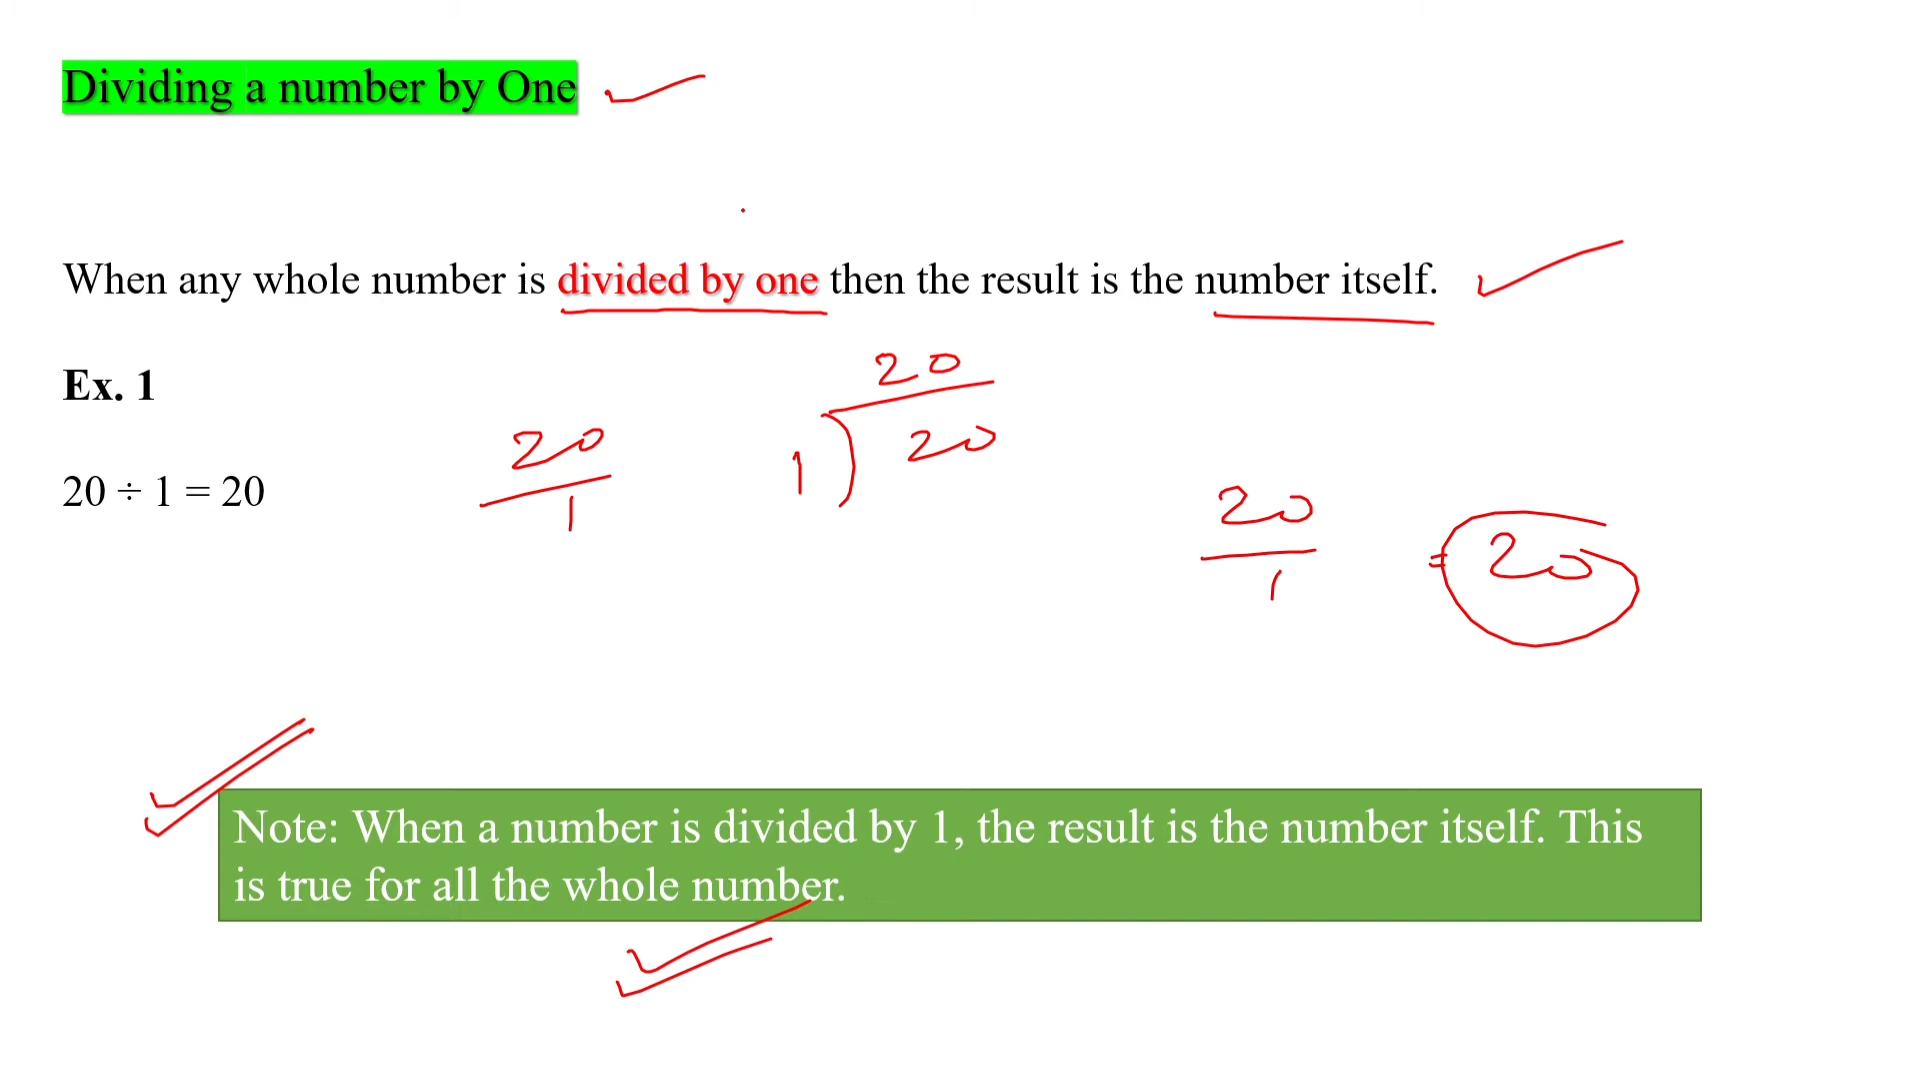 Dividing a number by One
When any whole number is divided by one then the result is the number itself.
Ex. 1
20 ÷ 1 = 20
20
1
20
1 20
20
1
= 20
Note: When a number is divided by 1, the result is the number itself. This
is true for all the whole number.